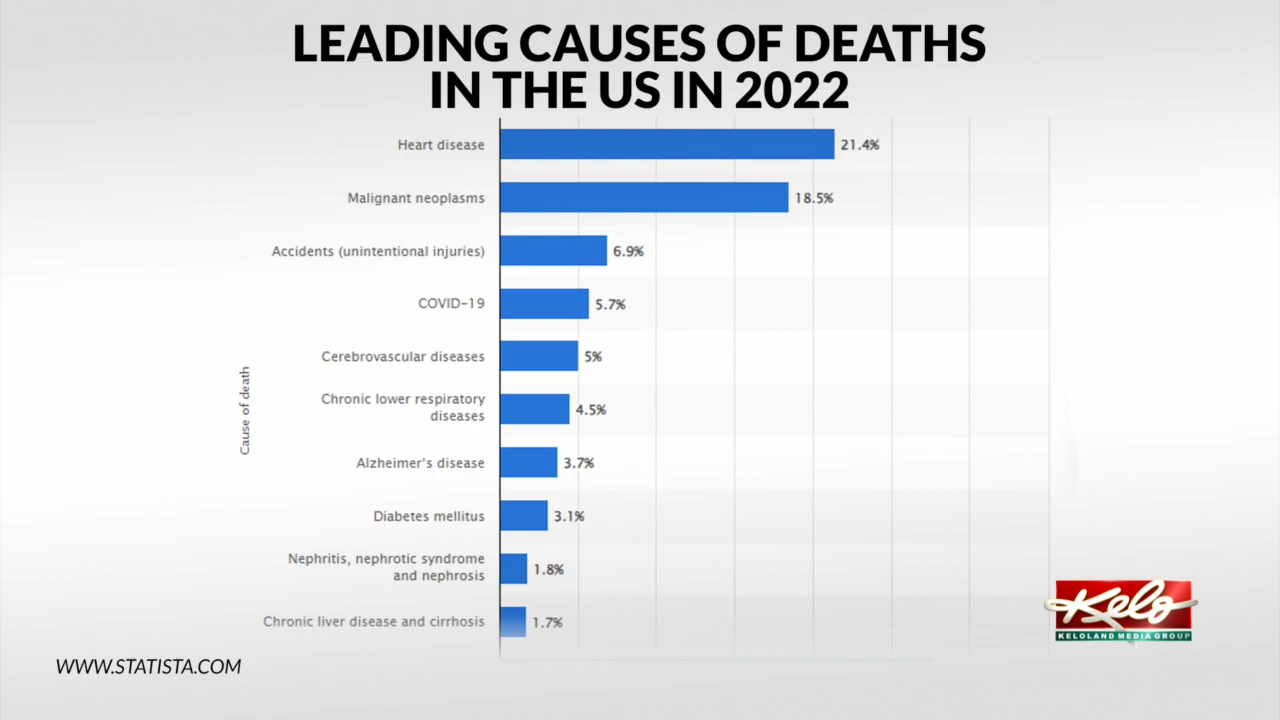 LEADING CAUSES OF DEATHS
IN THE US IN 2022
Heart disease 21.4%
Malignant neoplasms 18.5%
Accidents (unintentional injuries) 6.9%
COVID-19 5.7%
Cerebrovascular diseases 5%
Chronic lower respiratory
diseases 4.5%
Alzheimer's disease 3.7%
Diabetes mellitus 3.1%
Nephritis, nephrotic syndrome
and nephrosis 1.8%
Chronic liver disease and cirrhosis 1.7%
Cause of death
Kelo
KELOLAND MEDIA GROUP
WWW.STATISTA.COM